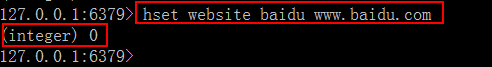 127.0.0.1:6379> hset website baidu www.baidu.com
(integer) 0
127.0.0.1:6379>